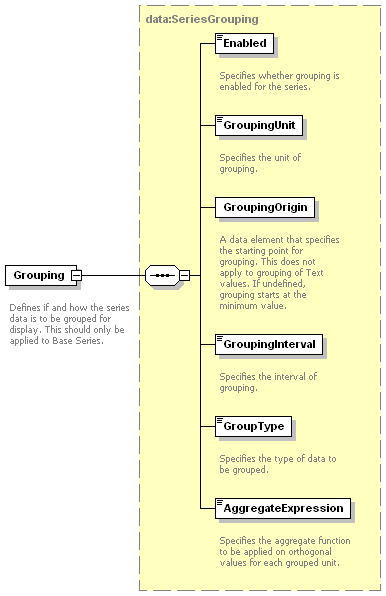 data:SeriesGrouping
Enabled
Specifies whether grouping is
enabled for the series.
GroupingUnit
Specifies the unit of
grouping.
GroupingOrigin
A data element that specifies
the starting point for
grouping. This does not
apply to grouping of Text
values. If undefined,
grouping starts at the
minimum value.
Grouping
Defines if and how the series
data is to be grouped for
display. This should only be
applied to Base Series.
GroupingInterval
Specifies the interval of
grouping.
GroupType
Specifies the type of data to
be grouped.
AggregateExpression
Specifies the aggregate function
to be applied on orthogonal
values for each grouped unit.